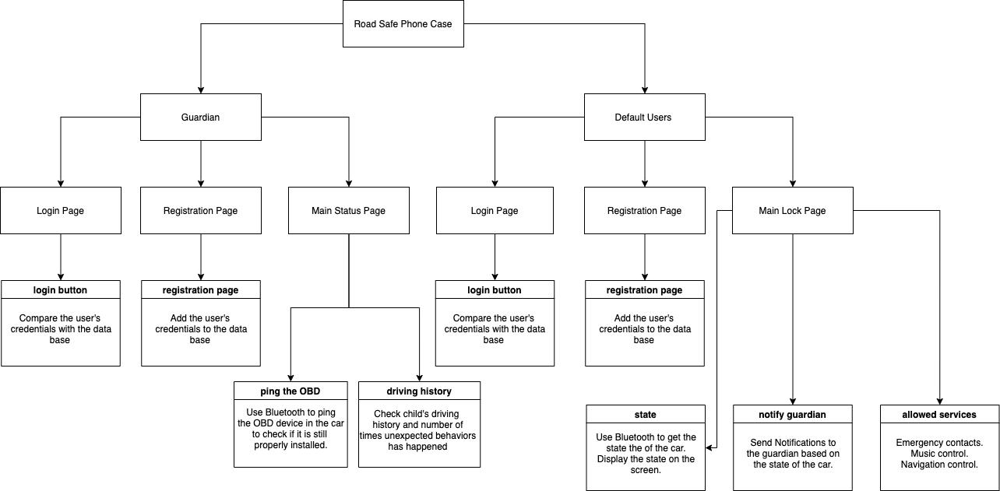 Road Safe Phone Case
Guardian
Default Users
Login Page
Registration Page
Main Status Page
Login Page
Registration Page
Main Lock Page
login button
Compare the user's
credentials with the data
base
registration page
Add the user's
credentials to the data
base
login button
Compare the user's
credentials with the data
base
registration page
Add the user's
credentials to the data
base
ping the OBD
Use Bluetooth to ping
the OBD device in the car
to check if it is still
properly installed.
driving history
Check child's driving
history and number of
times unexpected behaviors
has happened
state
Use Bluetooth to get the
state the of the car.
Display the state on the
screen.
notify guardian
Send Notifications to
the guardian based on
the state of the car.
allowed services
Emergency contacts.
Music control.
Navigation control.